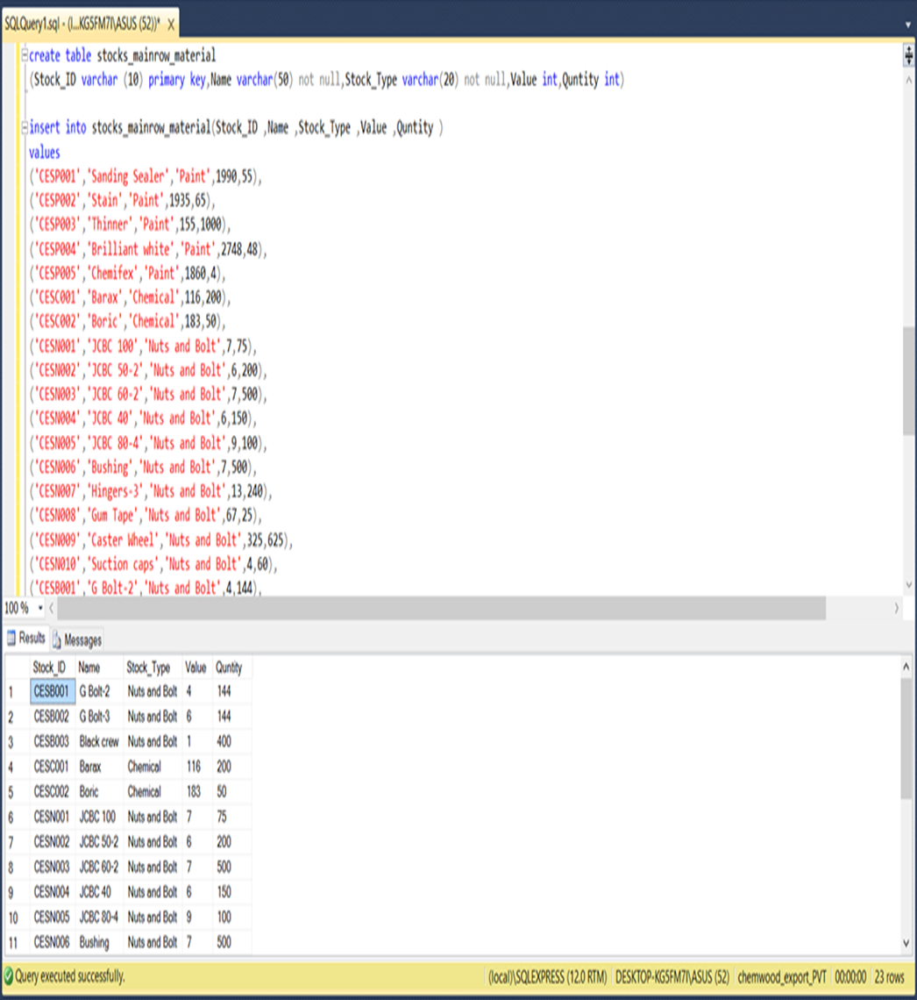 SQLQuery1.sql - (l...KG5FM7I\ASUS (52))* X
create table stocks_mainrow_material
(Stock_ID varchar (10) primary key,Name varchar(50) not null,Stock_Type varchar(20) not null,Value int,Quntity int)
insert into stocks_mainrow_material(Stock_ID ,Name ,Stock_Type ,Value ,Quntity )
values
('CESP001','Sanding Sealer','Paint',1990,55),
('CESP002','Stain','Paint',1935,65),
('CESP003','Thinner','Paint',155,1000),
('CESP004','Brilliant white','Paint',2748,48),
('CESP005','Chemifex','Paint',1860,4),
('CESC001','Barax','Chemical',116,200),
('CESC002','Boric','Chemical',183,50),
('CESN001','JCBC 100','Nuts and Bolt',7,75),
('CESN002','JCBC 50-2','Nuts and Bolt',6,200),
('CESN003','JCBC 60-2','Nuts and Bolt',7,500),
('CESN004','JCBC 40','Nuts and Bolt',6,150),
('CESN005','JCBC 80-4','Nuts and Bolt',9,100),
('CESN006','Bushing','Nuts and Bolt',7,500),
('CESN007','Hingers-3','Nuts and Bolt',13,240),
('CESN008','Gum Tape','Nuts and Bolt',67,25),
('CESN009','Caster Wheel','Nuts and Bolt',325,625),
('CESN010','Suction caps','Nuts and Bolt',4,60),
('CESB001','G Bolt-2','Nuts and Bolt',4,144),
100 %
Results Messages
Stock_ID Name Stock_Type Value Quntity
1 CESB001 G Bolt-2 Nuts and Bolt 4 144
2 CESB002 G Bolt-3 Nuts and Bolt 6 144
3 CESB003 Black crew Nuts and Bolt 1 400
4 CESC001 Barax Chemical 116 200
5 CESC002 Boric Chemical 183 50
6 CESN001 JCBC 100 Nuts and Bolt 7 75
7 CESN002 JCBC 50-2 Nuts and Bolt 6 200
8 CESN003 JCBC 60-2 Nuts and Bolt 7 500
9 CESN004 JCBC 40 Nuts and Bolt 6 150
10 CESN005 JCBC 80-4 Nuts and Bolt 9 100
11 CESN006 Bushing Nuts and Bolt 7 500
Query executed successfully. (local)\SQLEXPRESS (12.0 RTM) DESKTOP-KG5FM7I\ASUS (52) chemwood_export_PVT 00:00:00 23 rows